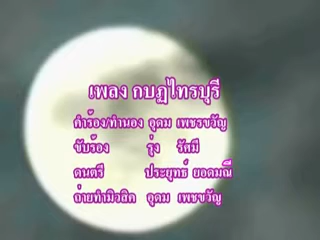 เพลง กบฏไทรบุรี
คำร้อง/ทำนอง อุดม เพชรขวัญ
ขับร้อง รุ่ง รัศมี
ดนตรี ประยุทธ์ ยอดมณี
ถ่ายทำมิวสิค อุดม เพชขวัญ